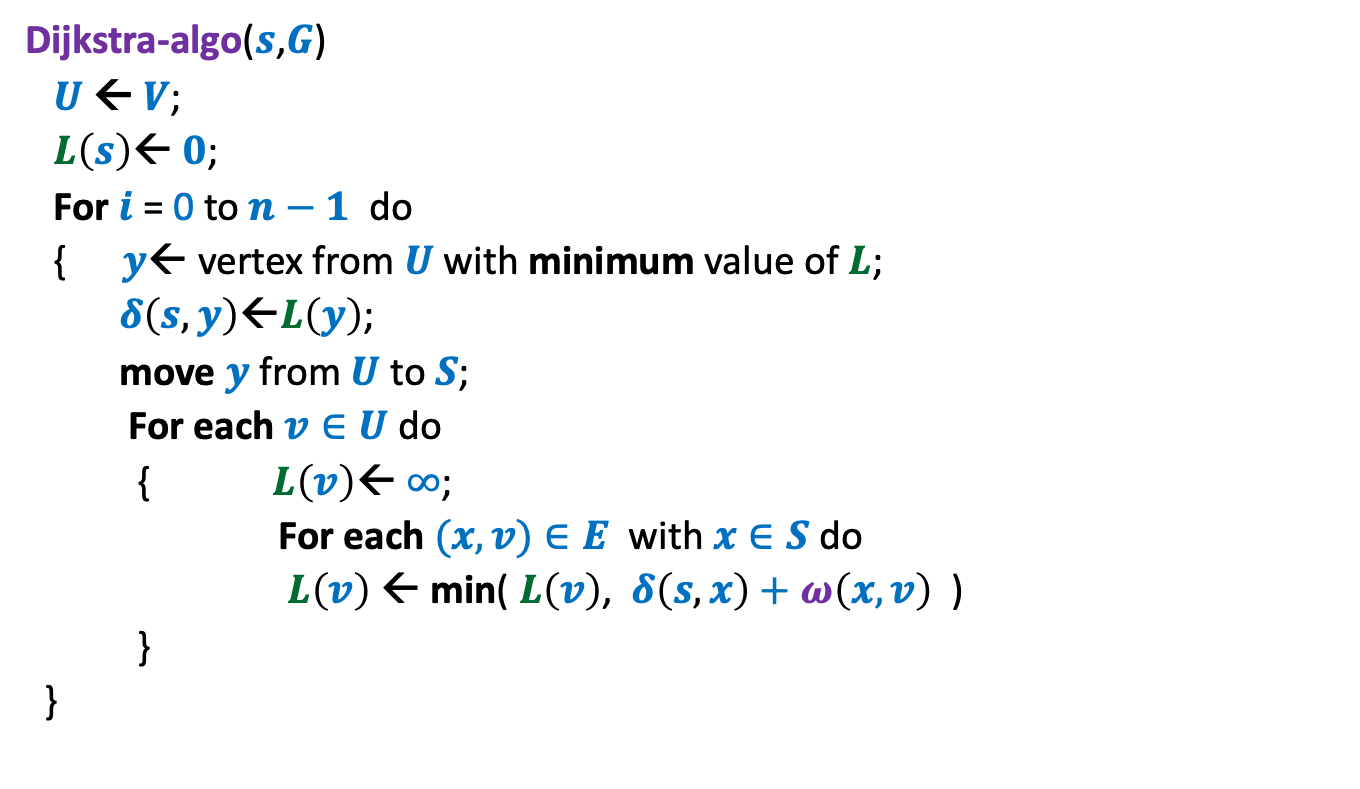 Dijkstra-algo(s,G)
U ← V;
L(s)← 0;
For i = 0 to n − 1 do
{ y← vertex from U with minimum value of L;
δ(s, y)←L(y);
move y from U to S;
For each v ∈ U do
{ L(v)← ∞;
For each (x, v) ∈ E with x ∈ S do
L(v) ← min( L(v), δ(s, x) + ω(x, v) )
}
}